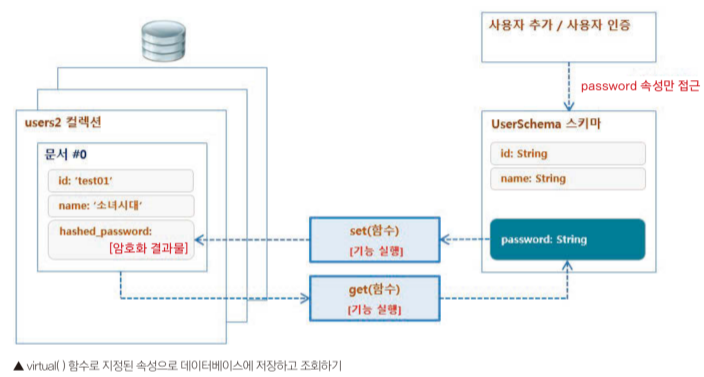 사용자 추가 / 사용자 인증
password 속성만 접근
users2 컬렉션
문서 #0
id: ‘test01’
name: ‘소녀시대’
hashed_password:
[암호화 결과물]
set(함수)
[기능 실행]
get(함수)
[기능 실행]
UserSchema 스키마
id: String
name: String
password: String
▲ virtual( ) 함수로 지정된 속성으로 데이터베이스에 저장하고 조회하기